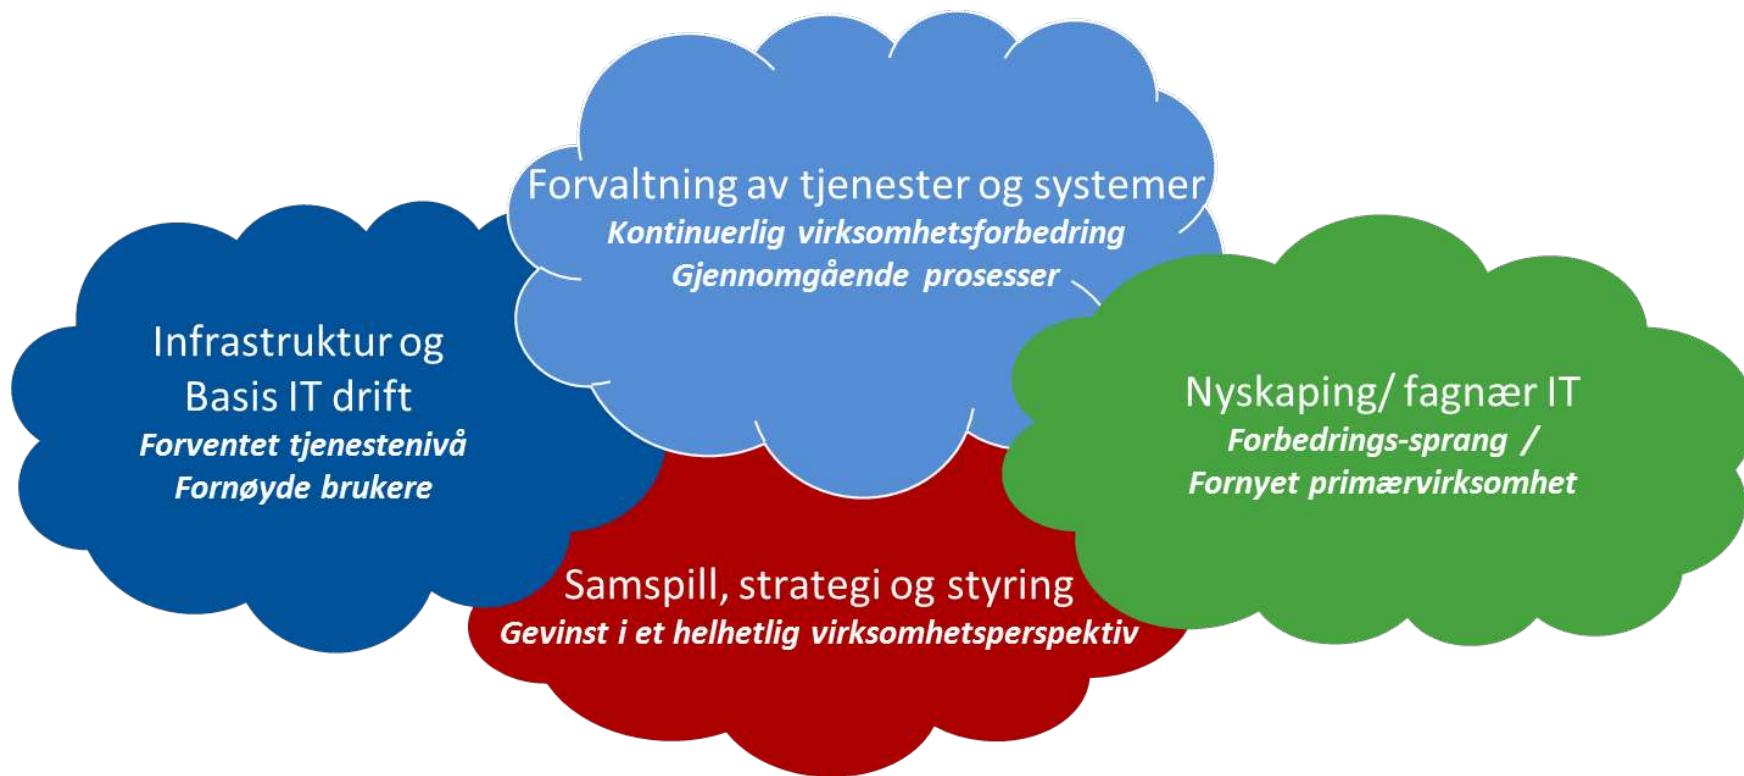 Forvaltning av tjenester og systemer
Kontinuerlig virksomhetsforbedring
Gjennomgående prosesser
Infrastruktur og
Basis IT drift
Forventet tjenestenivå
Fornøyde brukere
Nyskaping/ fagnær IT
Forbedrings-sprang /
Fornyet primærvirksomhet
Samspill, strategi og styring
Gevinst i et helhetlig virksomhetsperspektiv